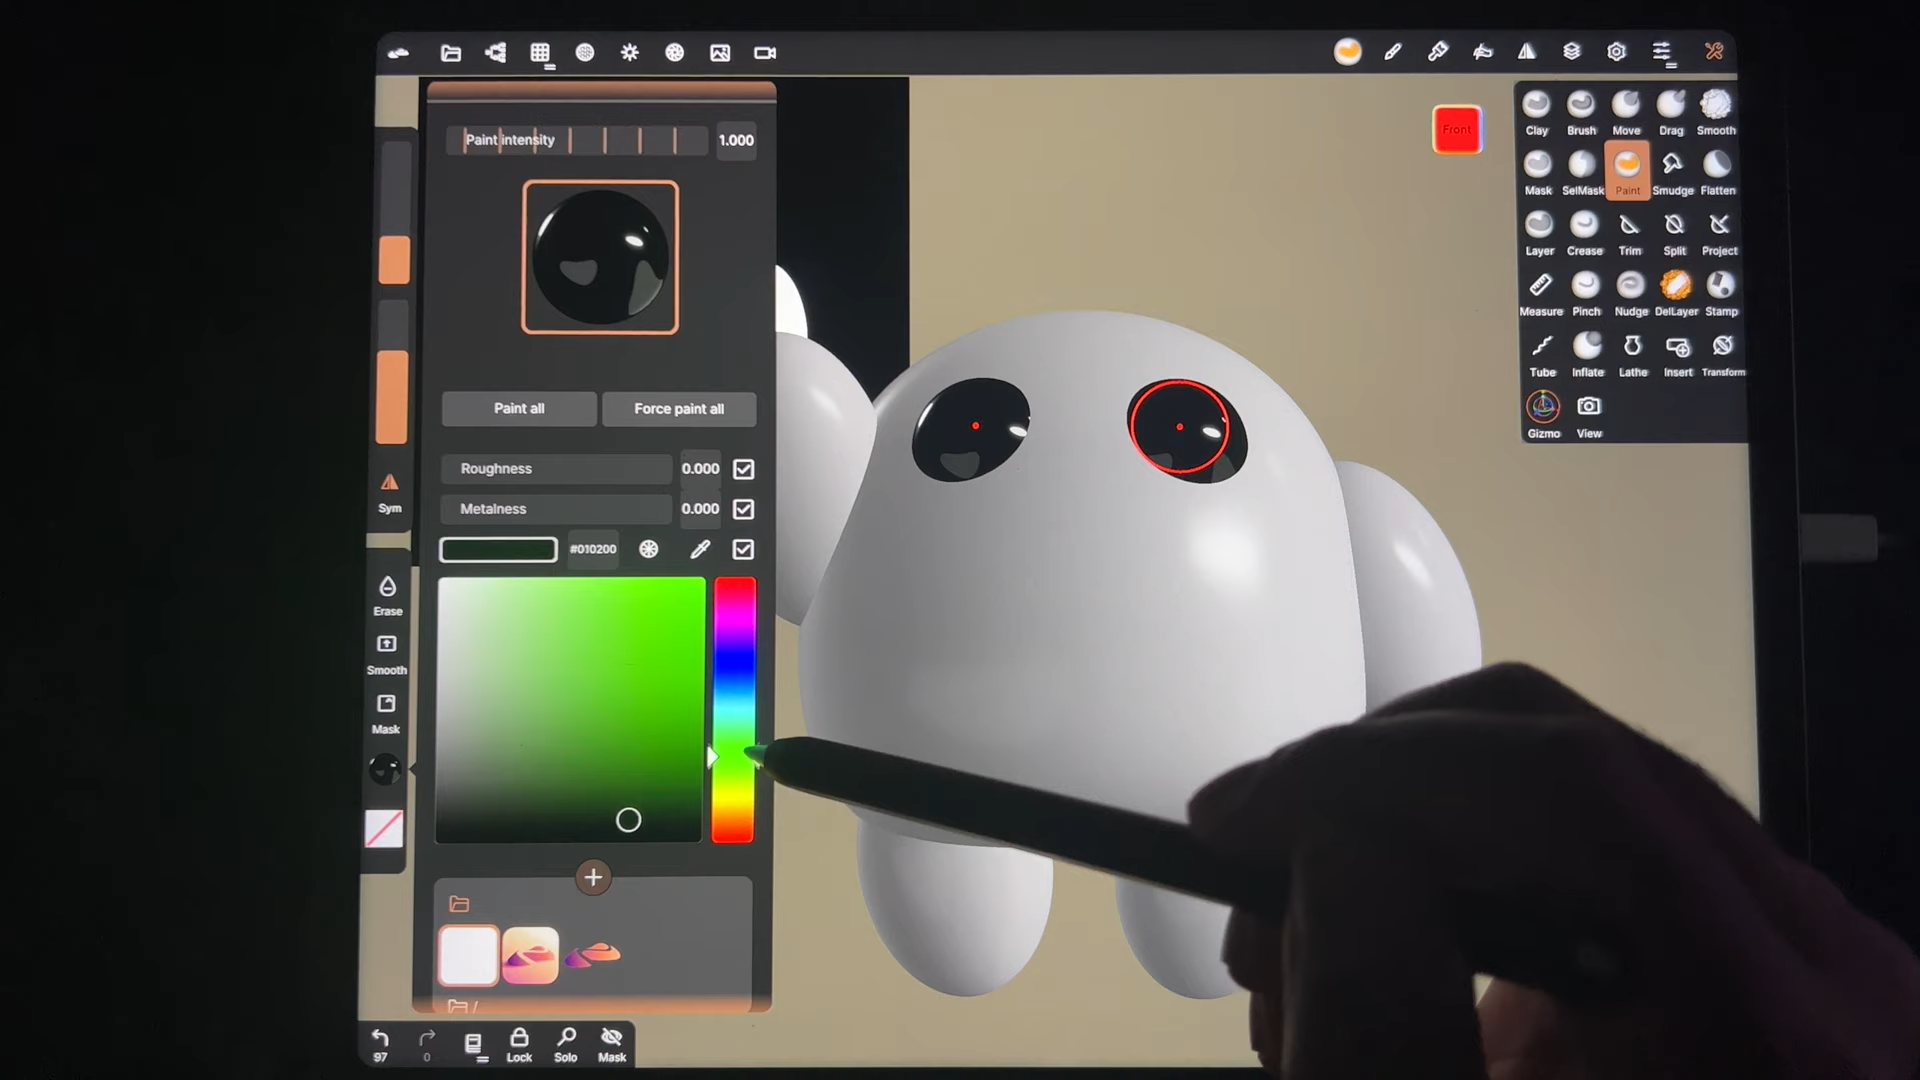 Paint intensity 1.000
Paint all Force paint all
Roughness 0.000
Metalness 0.000
#010200
Sym
Erase
Smooth
Mask
97 0 Lock Solo Mask
Front
Clay Brush Move Drag Smooth
Mask SelMask Paint Smudge Flatten
Layer Crease Trim Split Project
Measure Pinch Nudge DelLayer Stamp
Tube Inflate Lathe Insert Transform
Gizmo View